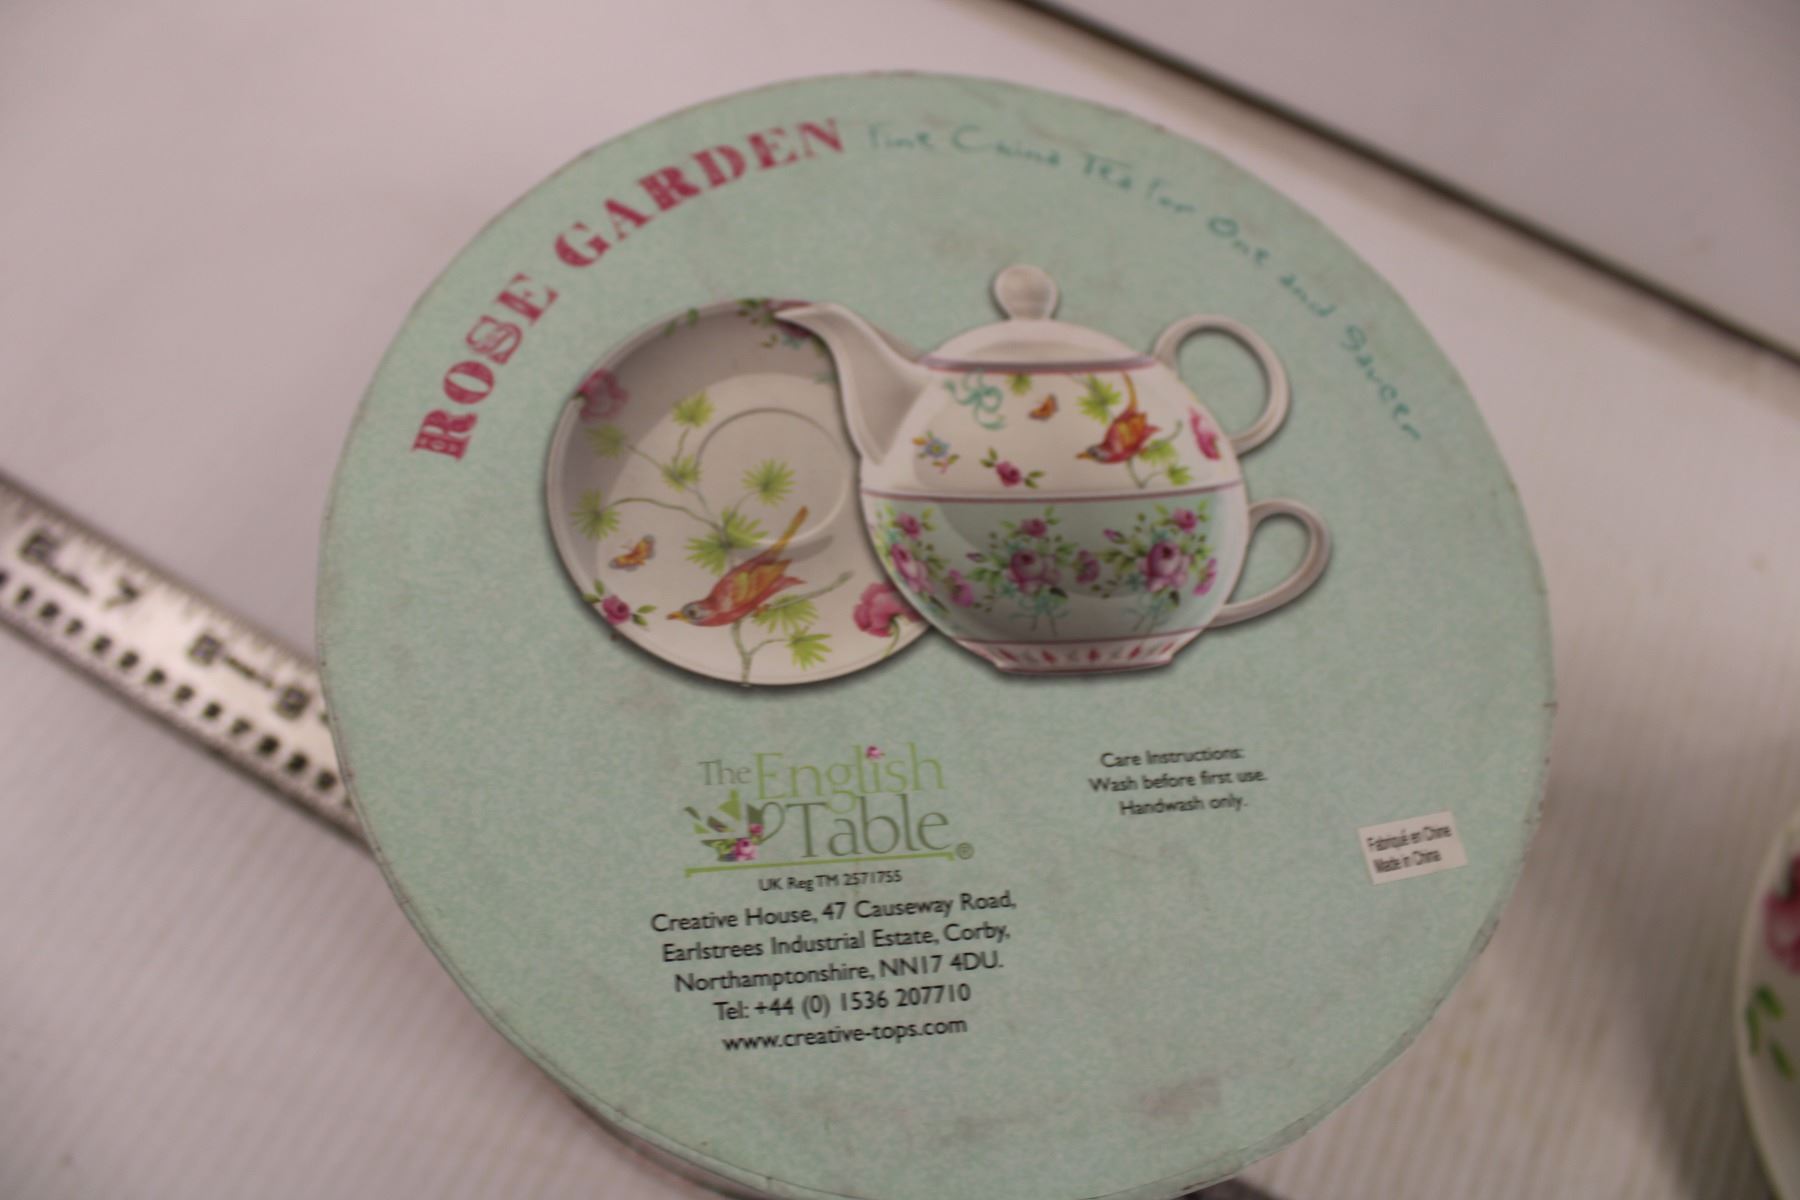 ROSE GARDEN Fine China Tea For One and Saucer
The English
Table®
UK Reg TM 2571755
Creative House, 47 Causeway Road,
Earlstrees Industrial Estate, Corby,
Northamptonshire, NN17 4DU.
Tel: +44 (0) 1536 207710
www.creative-tops.com
Care Instructions:
Wash before first use.
Handwash only.
Fabriqué en Chine
Made in China
7